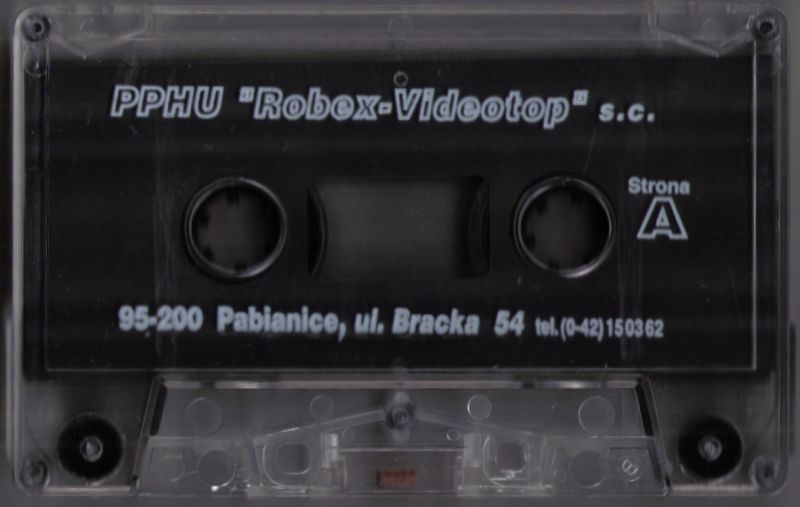 PPHU "Robex-Videotop" s.c.
Strona
A
95-200 Pabianice, ul. Bracka 54 tel.(0-42)150362